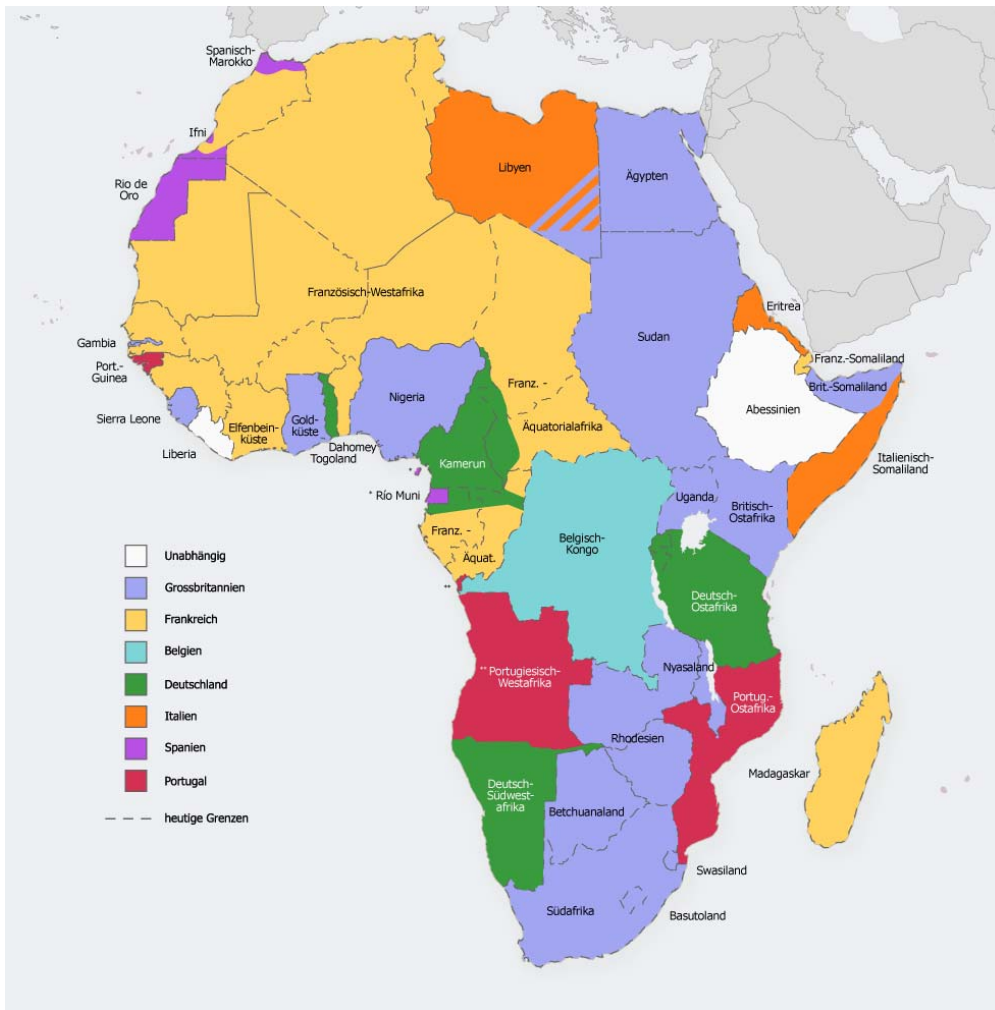 Spanisch-
Marokko
Ifni
Rio de
Oro
Libyen
Ägypten
Französisch-Westafrika
Eritrea
Sudan
Gambia
Port.-
Guinea
Franz. -
Franz.-Somaliland
Brit.-Somaliland
Nigeria
Abessinien
Sierra Leone
Elfenbein-
küste
Gold-
küste
Äquatorialafrika
Liberia
Dahomey
Togoland
Kamerun
Italienisch-
Somaliland
* Río Muni
*
Uganda
Britisch-
Ostafrika
Franz. -
Äquat.
Belgisch-
Kongo
**
Deutsch-
Ostafrika
** Portugiesisch-
Westafrika
Nyasaland
Portug.-
Ostafrika
Rhodesien
Madagaskar
Deutsch-
Südwest-
afrika
Betchuanaland
Swasiland
Südafrika
Basutoland
Unabhängig
Grossbritannien
Frankreich
Belgien
Deutschland
Italien
Spanien
Portugal
heutige Grenzen